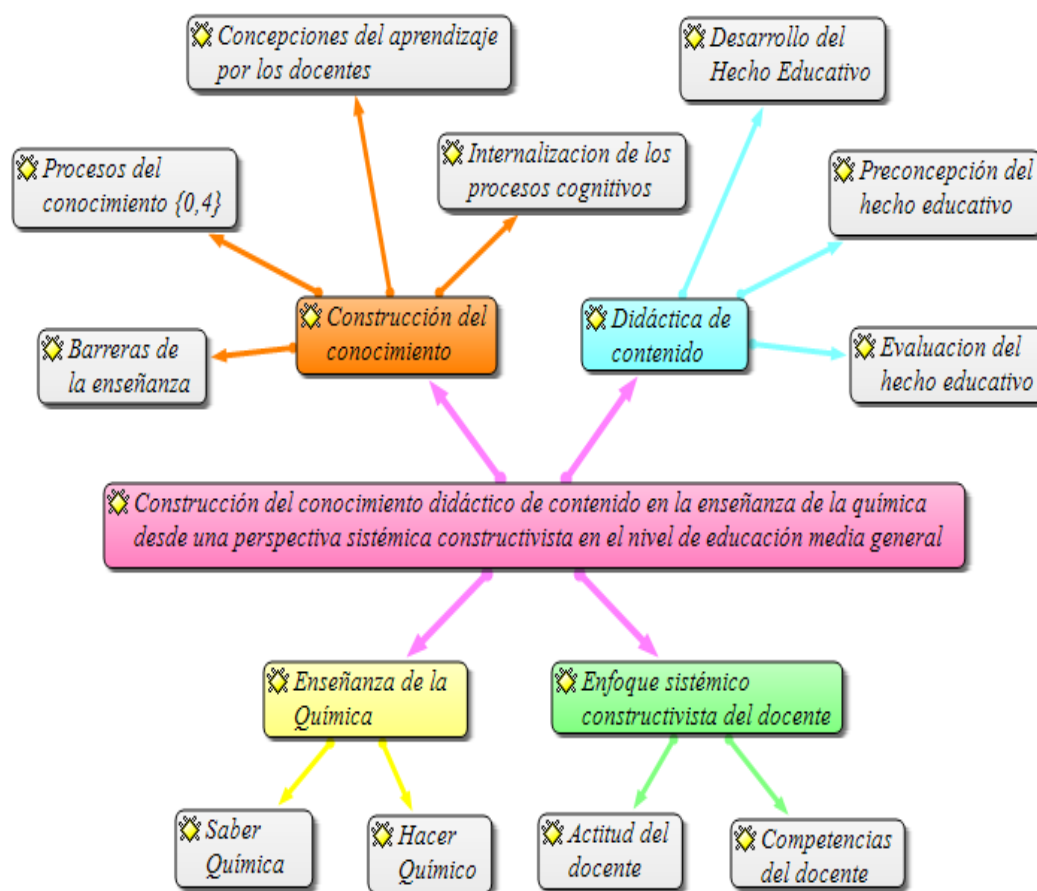 Concepciones del aprendizaje
por los docentes
Desarrollo del
Hecho Educativo
Procesos del
conocimiento {0,4}
Internalizacion de los
procesos cognitivos
Preconcepción del
hecho educativo
Construcción del
conocimiento
Didáctica de
contenido
Barreras de
la enseñanza
Evaluacion del
hecho educativo
Construcción del conocimiento didáctico de contenido en la enseñanza de la química
desde una perspectiva sistémica constructivista en el nivel de educación media general
Enseñanza de la
Química
Enfoque sistémico
constructivista del docente
Saber
Química
Hacer
Químico
Actitud del
docente
Competencias
del docente